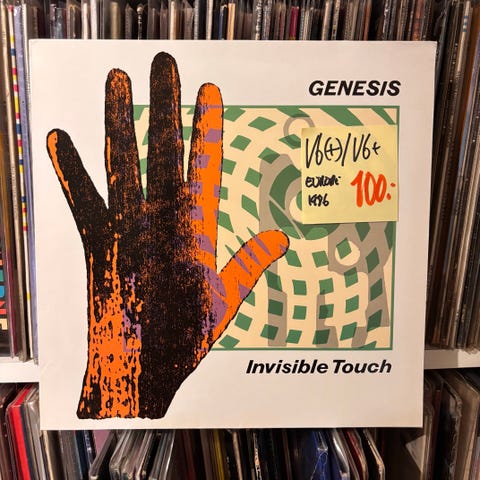 GENESIS
VG(+)/VG+
EUROPA
1986 100:-
Invisible Touch